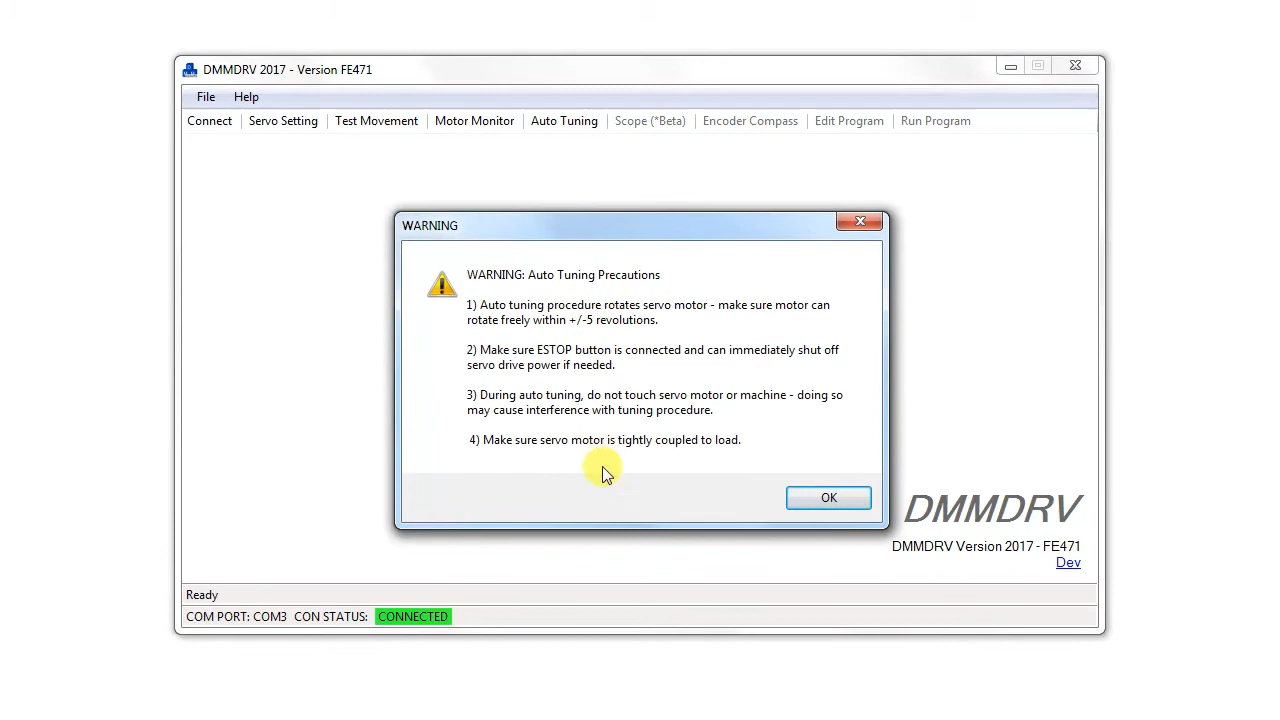 DMMDRV 2017 - Version FE471
File Help
Connect Servo Setting Test Movement Motor Monitor Auto Tuning Scope (*Beta) Encoder Compass Edit Program Run Program
WARNING
WARNING: Auto Tuning Precautions
1) Auto tuning procedure rotates servo motor - make sure motor can
rotate freely within +/-5 revolutions.
2) Make sure ESTOP button is connected and can immediately shut off
servo drive power if needed.
3) During auto tuning, do not touch servo motor or machine - doing so
may cause interference with tuning procedure.
4) Make sure servo motor is tightly coupled to load.
OK
DMMDRV
DMMDRV Version 2017 - FE471
Dev
Ready
COM PORT: COM3 CON STATUS: CONNECTED